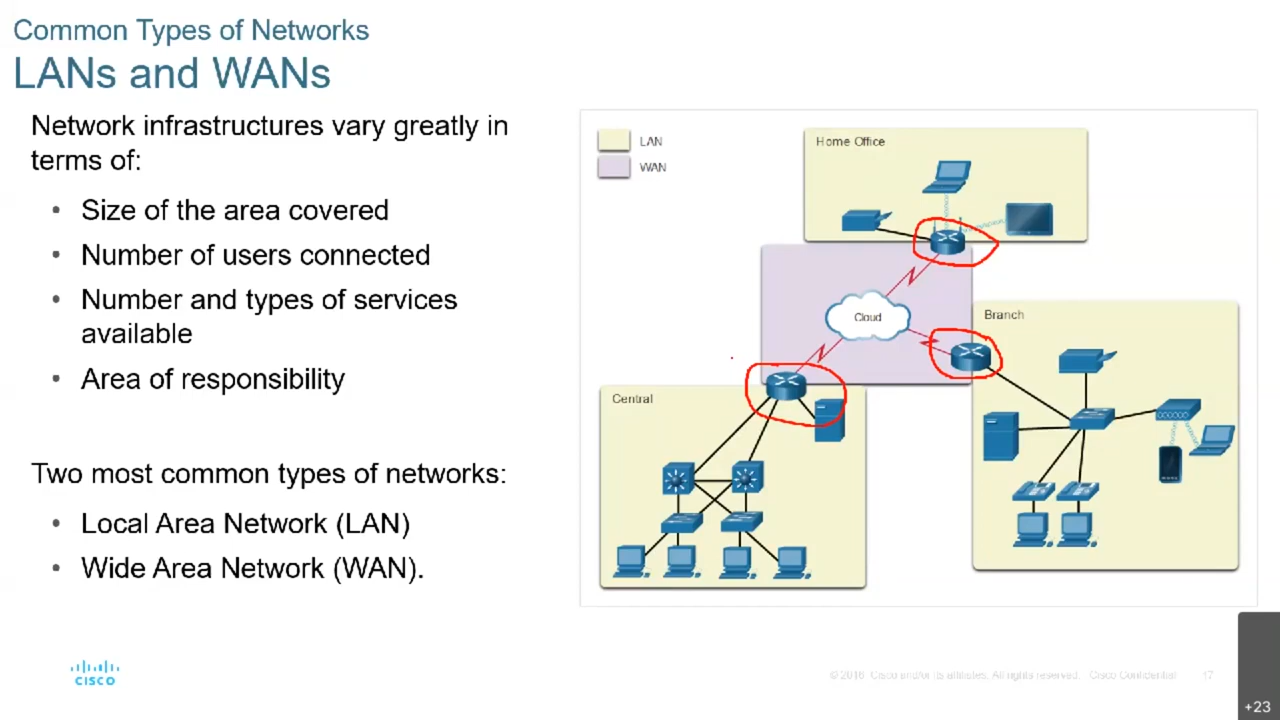 Common Types of Networks
LANs and WANs
Network infrastructures vary greatly in
terms of:
• Size of the area covered
• Number of users connected
• Number and types of services
available
• Area of responsibility
Two most common types of networks:
• Local Area Network (LAN)
• Wide Area Network (WAN).
LAN
WAN
Home Office
Cloud
Branch
Central
CISCO
© 2016 Cisco and/or its affiliates. All rights reserved. Cisco Confidential
17
+23